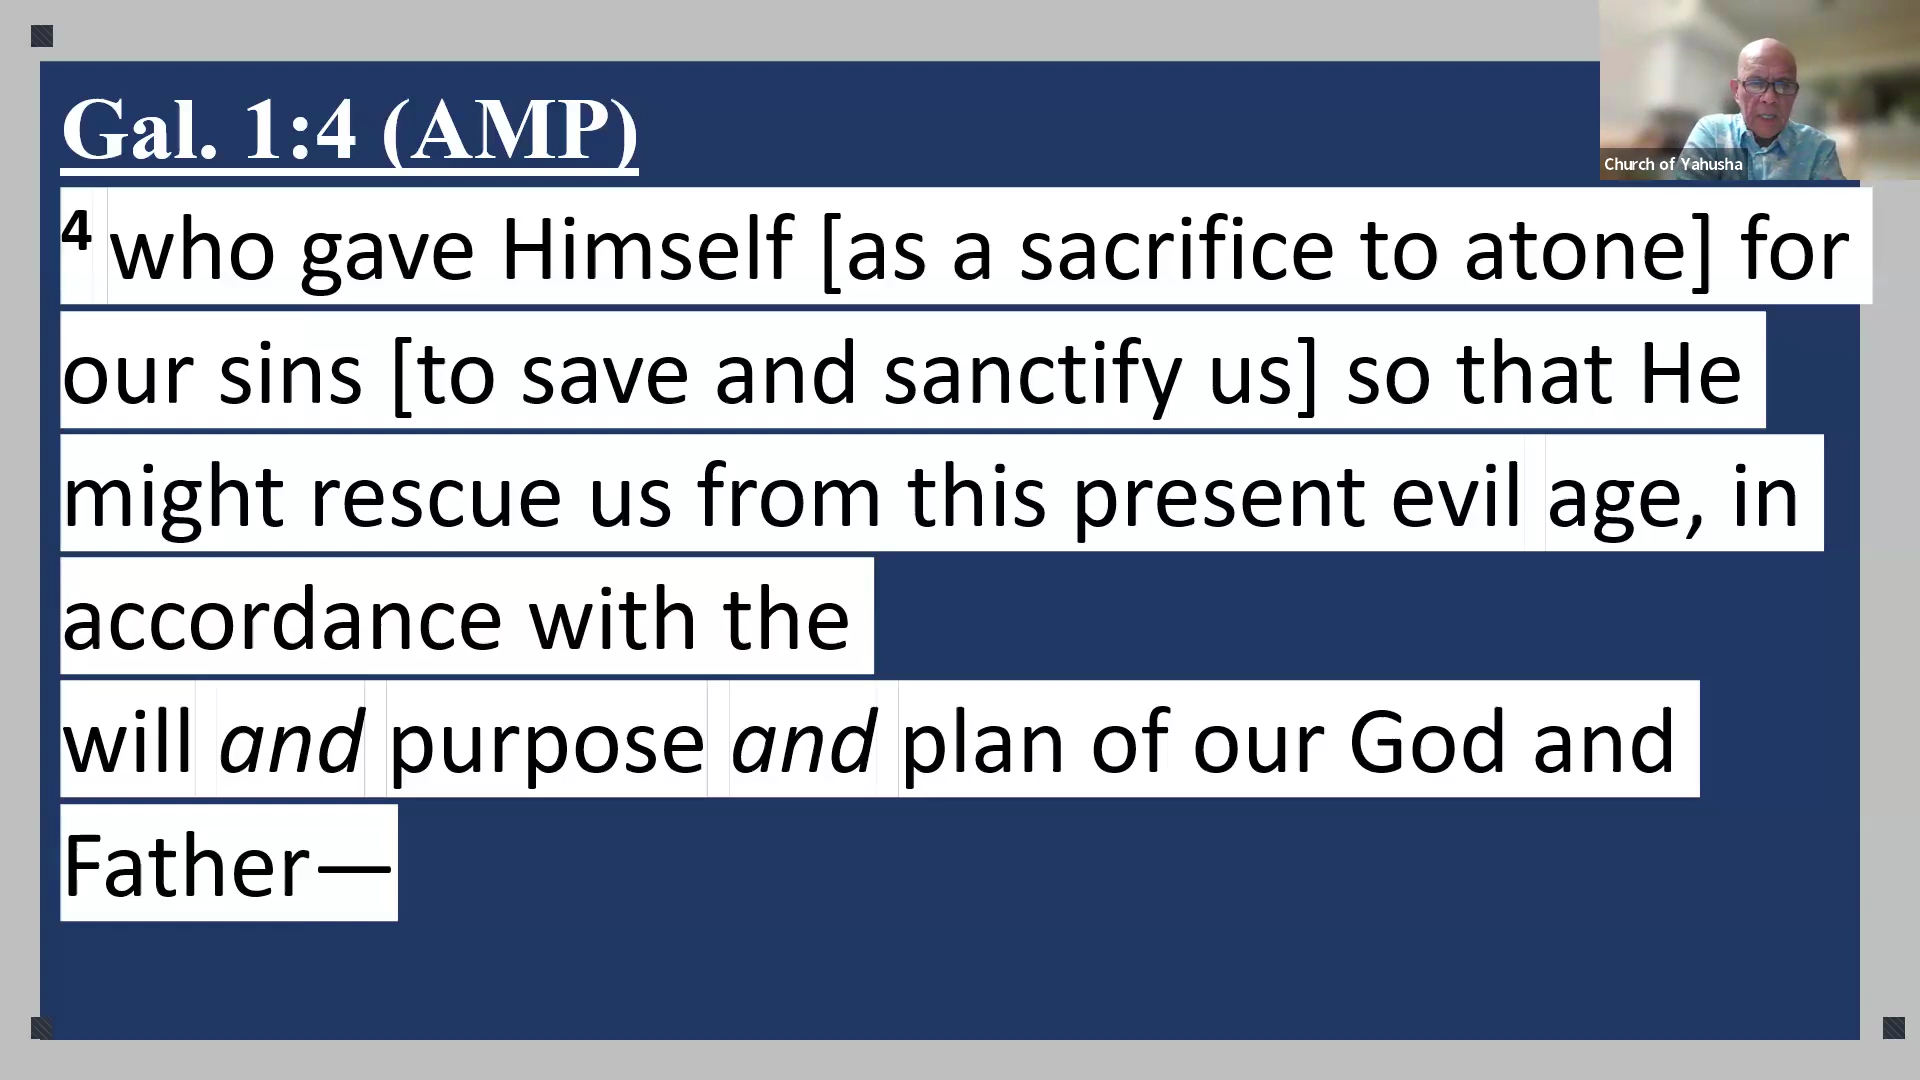 Gal. 1:4 (AMP)
Church of Yahusha
4 who gave Himself [as a sacrifice to atone] for
our sins [to save and sanctify us] so that He
might rescue us from this present evil age, in
accordance with the
will and purpose and plan of our God and
Father—